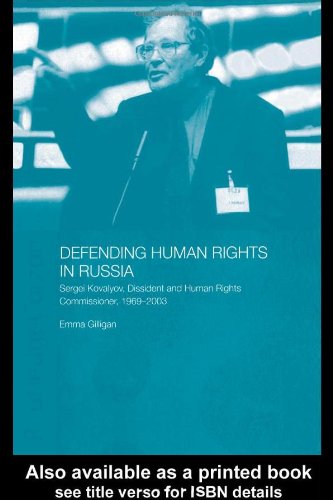 DEFENDING HUMAN RIGHTS
IN RUSSIA
Sergei Kovalyov, Dissident and Human Rights
Commissioner, 1969–2003
Emma Gilligan
Also available as a printed book
see title verso for ISBN details